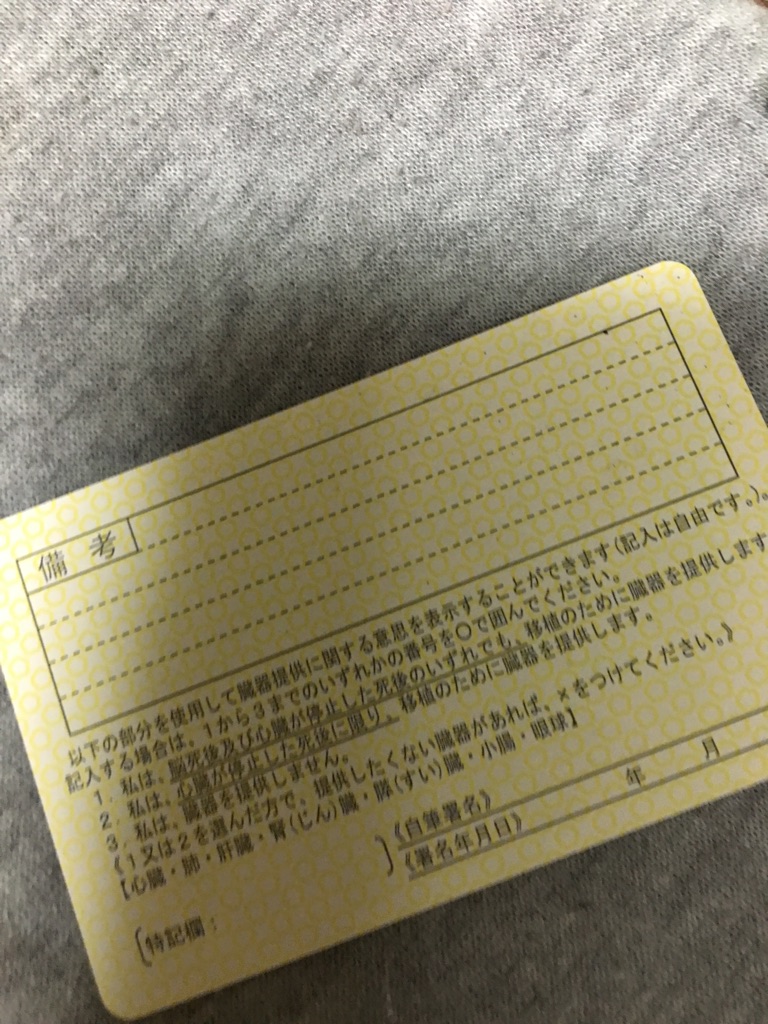 備 考
以下の部分を使用して臓器提供に関する意思を表示することができます(記入は自由です。)。
記入する場合は、1から3までのいずれかの番号を〇で囲んでください。
1. 私は、脳死後及び心臓が停止した死後のいずれでも、移植のために臓器を提供します
2. 私は、心臓が停止した死後に限り、移植のために臓器を提供します。
3. 私は、臓器を提供しません。
《1又は2を選んだ方で、提供したくない臓器があれば、×をつけてください。》
【心臓・肺・肝臓・腎(じん)臓・膵(すい)臓・小腸・眼球】
〔特記欄: 〕
《自筆署名》
《署名年月日》 年 月